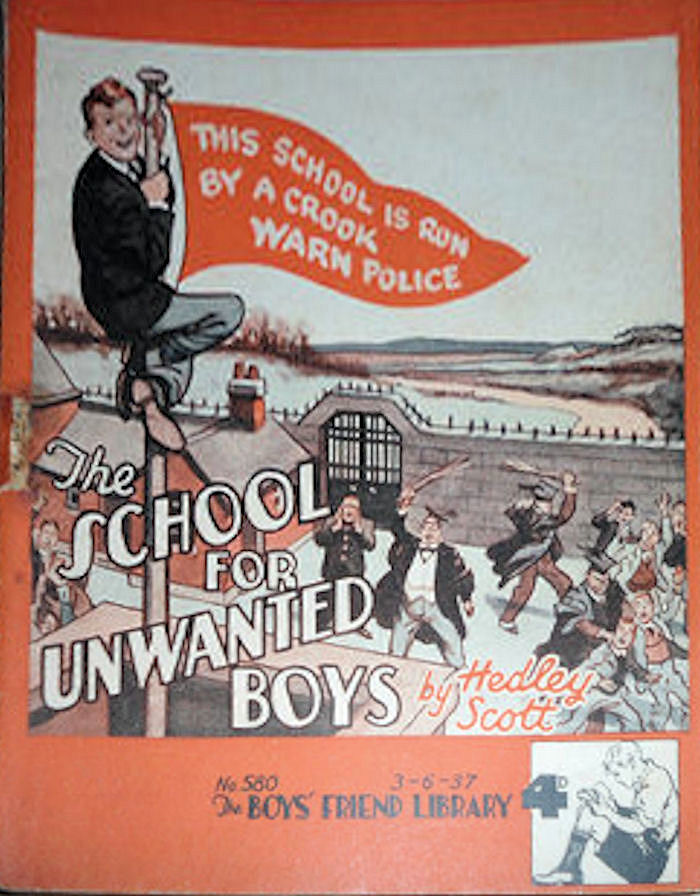 THIS SCHOOL IS RUN
BY A CROOK
WARN POLICE
The
SCHOOL
FOR
UNWANTED
BOYS
by Hedley
Scott
No. 580 3-6-37
The BOYS' FRIEND LIBRARY 4D